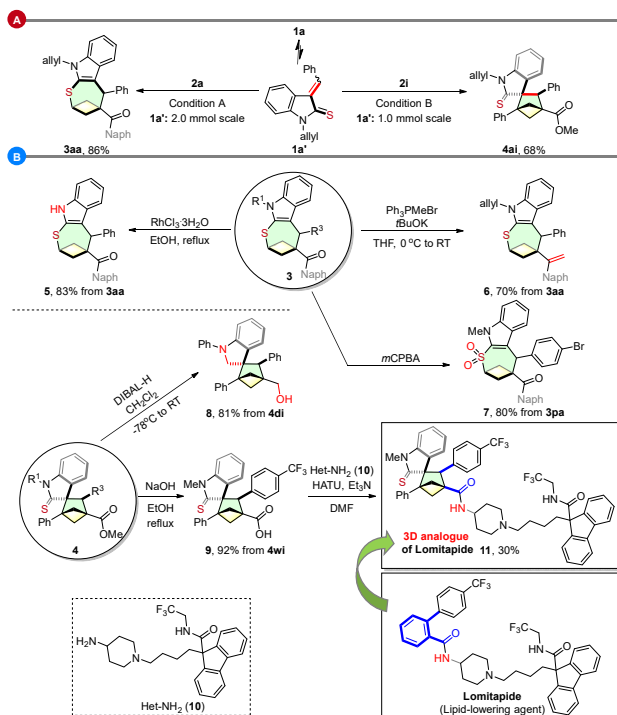 A
1a
allyl
N
S
Ph
O
Naph
3aa, 86%
2a
Condition A
1a': 2.0 mmol scale
Ph
S
N
allyl
1a'
2i
Condition B
1a': 1.0 mmol scale
allyl
N
S
Ph
Ph
O
OMe
4ai, 68%
B
HN
S
Ph
O
Naph
5, 83% from 3aa
RhCl3·3H2O
EtOH, reflux
R1
N
S
R3
O
Naph
3
Ph3PMeBr
tBuOK
THF, 0 °C to RT
allyl
N
S
Ph
Naph
6, 70% from 3aa
mCPBA
MeN
O
O
S
Br
O
Naph
7, 80% from 3pa
Ph
N
Ph
Ph
OH
8, 81% from 4di
DIBAL-H
CH2Cl2
-78°C to RT
R1
N
S
R3
Ph
O
OMe
4
NaOH
EtOH
reflux
MeN
S
CF3
Ph
O
OH
9, 92% from 4wi
Het-NH2 (10)
HATU, Et3N
DMF
MeN
S
CF3
Ph
O
HN
N
F3C
HN
O
3D analogue
of Lomitapide 11, 30%
F3C
HN
O
H2N
N
Het-NH2 (10)
CF3
O
HN
N
F3C
HN
O
Lomitapide
(Lipid-lowering agent)